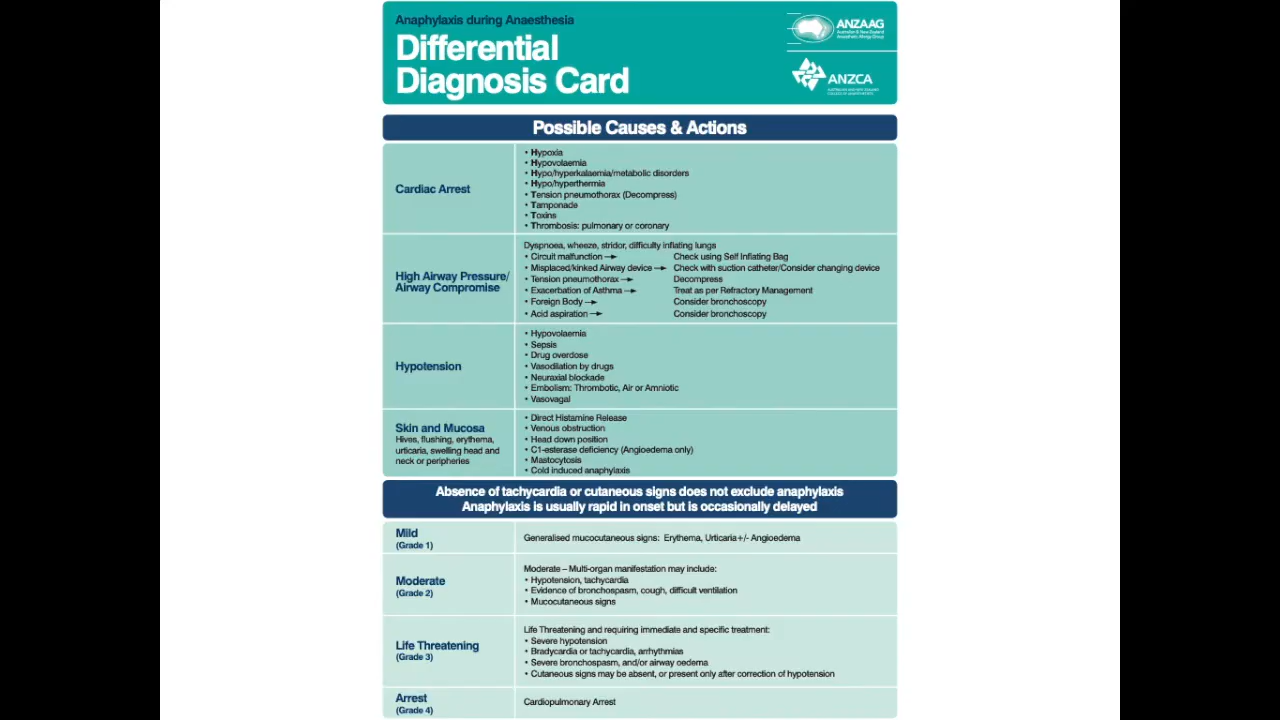 Anaphylaxis during Anaesthesia
Differential
Diagnosis Card
ANZAAG
Australian & New Zealand
Anaesthetic Allergy Group
ANZCA
Possible Causes & Actions
Cardiac Arrest
• Hypoxia
• Hypovolaemia
• Hypo/hyperkalaemia/metabolic disorders
• Hypo/hyperthermia
• Tension pneumothorax (Decompress)
• Tamponade
• Toxins
• Thrombosis: pulmonary or coronary
High Airway Pressure/
Airway Compromise
Dyspnoea, wheeze, stridor, difficulty inflating lungs
• Circuit malfunction → Check using Self Inflating Bag
• Misplaced/kinked Airway device → Check with suction catheter/Consider changing device
• Tension pneumothorax → Decompress
• Exacerbation of Asthma → Treat as per Refractory Management
• Foreign Body → Consider bronchoscopy
• Acid aspiration → Consider bronchoscopy
Hypotension
• Hypovolaemia
• Sepsis
• Drug overdose
• Vasodilation by drugs
• Neuraxial blockade
• Embolism: Thrombotic, Air or Amniotic
• Vasovagal
Skin and Mucosa
Hives, flushing, erythema,
urticaria, swelling head and
neck or peripheries
• Direct Histamine Release
• Venous obstruction
• Head down position
• C1-esterase deficiency (Angioedema only)
• Mastocytosis
• Cold induced anaphylaxis
Absence of tachycardia or cutaneous signs does not exclude anaphylaxis
Anaphylaxis is usually rapid in onset but is occasionally delayed
Mild
(Grade 1)
Generalised mucocutaneous signs: Erythema, Urticaria+/- Angioedema
Moderate
(Grade 2)
Moderate – Multi-organ manifestation may include:
• Hypotension, tachycardia
• Evidence of bronchospasm, cough, difficult ventilation
• Mucocutaneous signs
Life Threatening
(Grade 3)
Life Threatening and requiring immediate and specific treatment:
• Severe hypotension
• Bradycardia or tachycardia, arrhythmias
• Severe bronchospasm, and/or airway oedema
• Cutaneous signs may be absent, or present only after correction of hypotension
Arrest
(Grade 4)
Cardiopulmonary Arrest